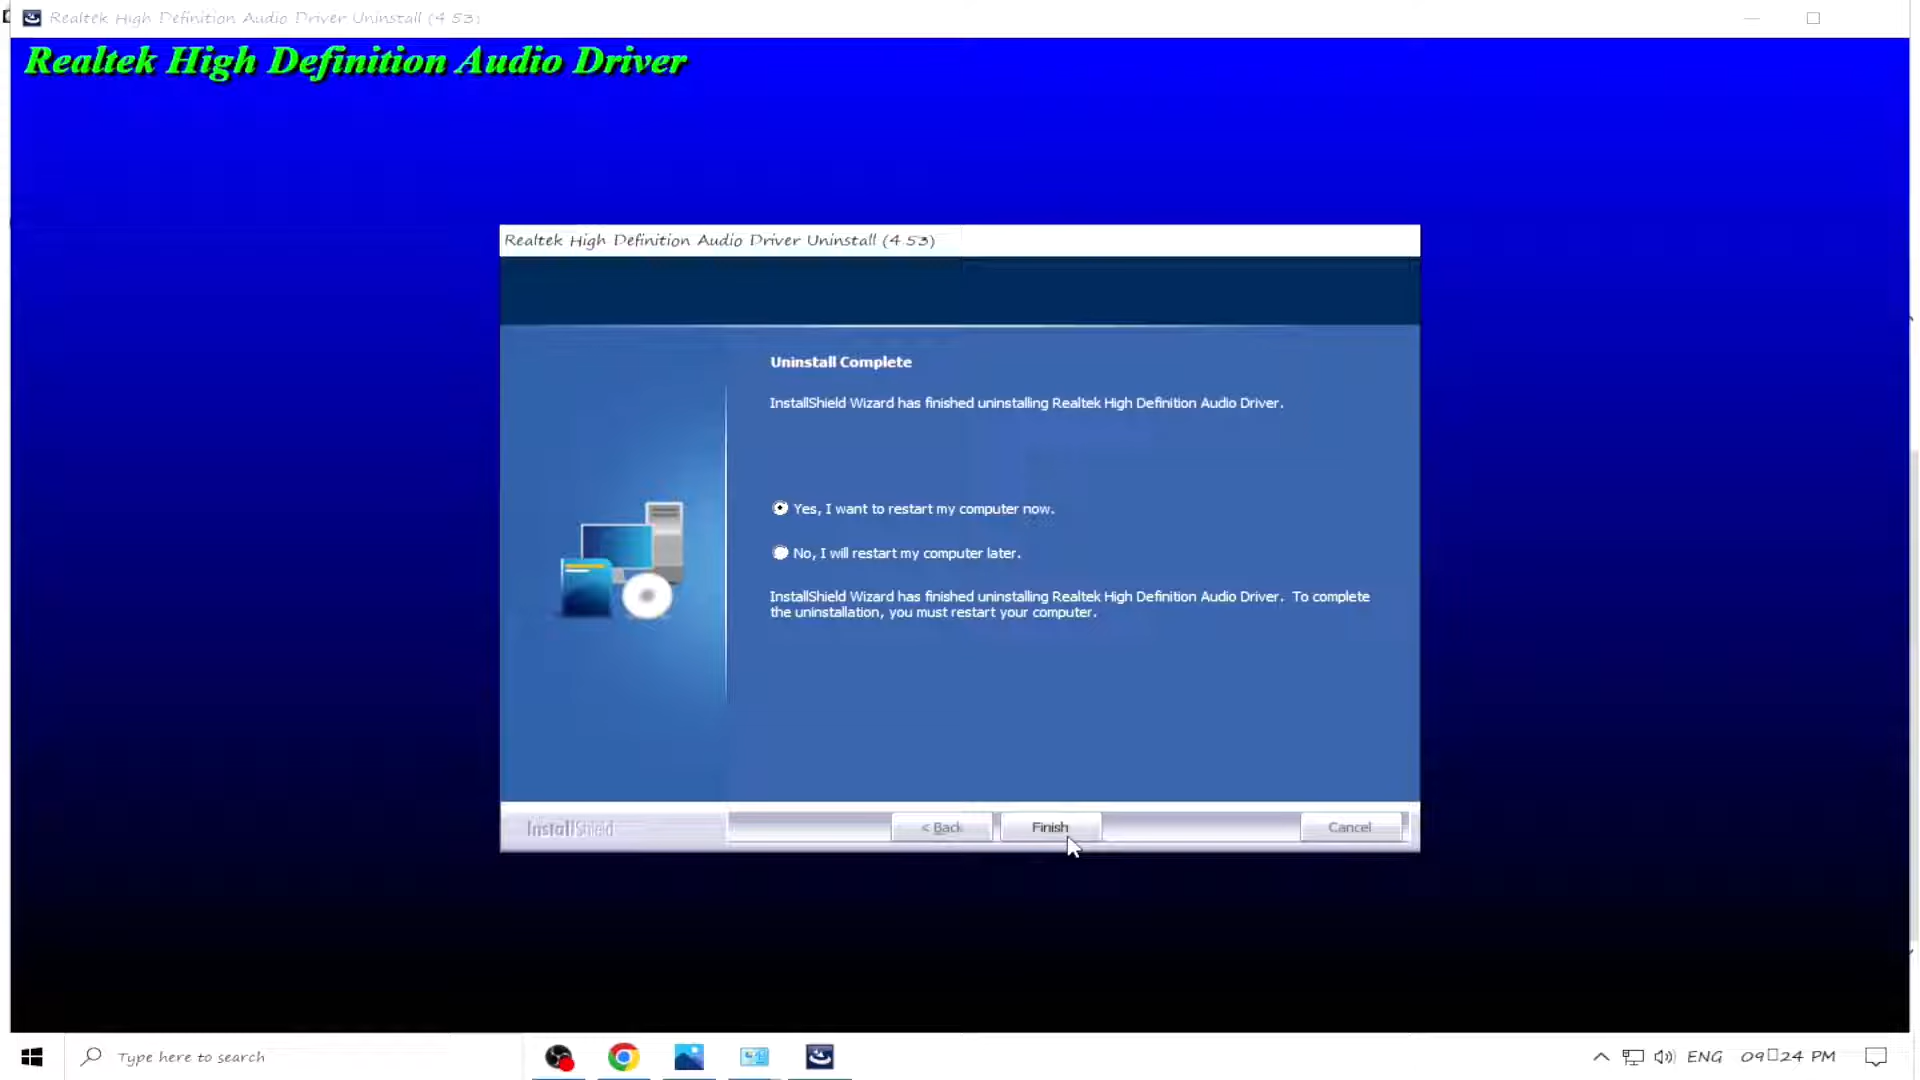 Realtek High Definition Audio Driver Uninstall (4.53)
Realtek High Definition Audio Driver
Realtek High Definition Audio Driver Uninstall (4.53)
Uninstall Complete
InstallShield Wizard has finished uninstalling Realtek High Definition Audio Driver.
Yes, I want to restart my computer now.
No, I will restart my computer later.
InstallShield Wizard has finished uninstalling Realtek High Definition Audio Driver. To complete
the uninstallation, you must restart your computer.
InstallShield
< Back
Finish
Cancel
Type here to search
ENG
09▯24 PM